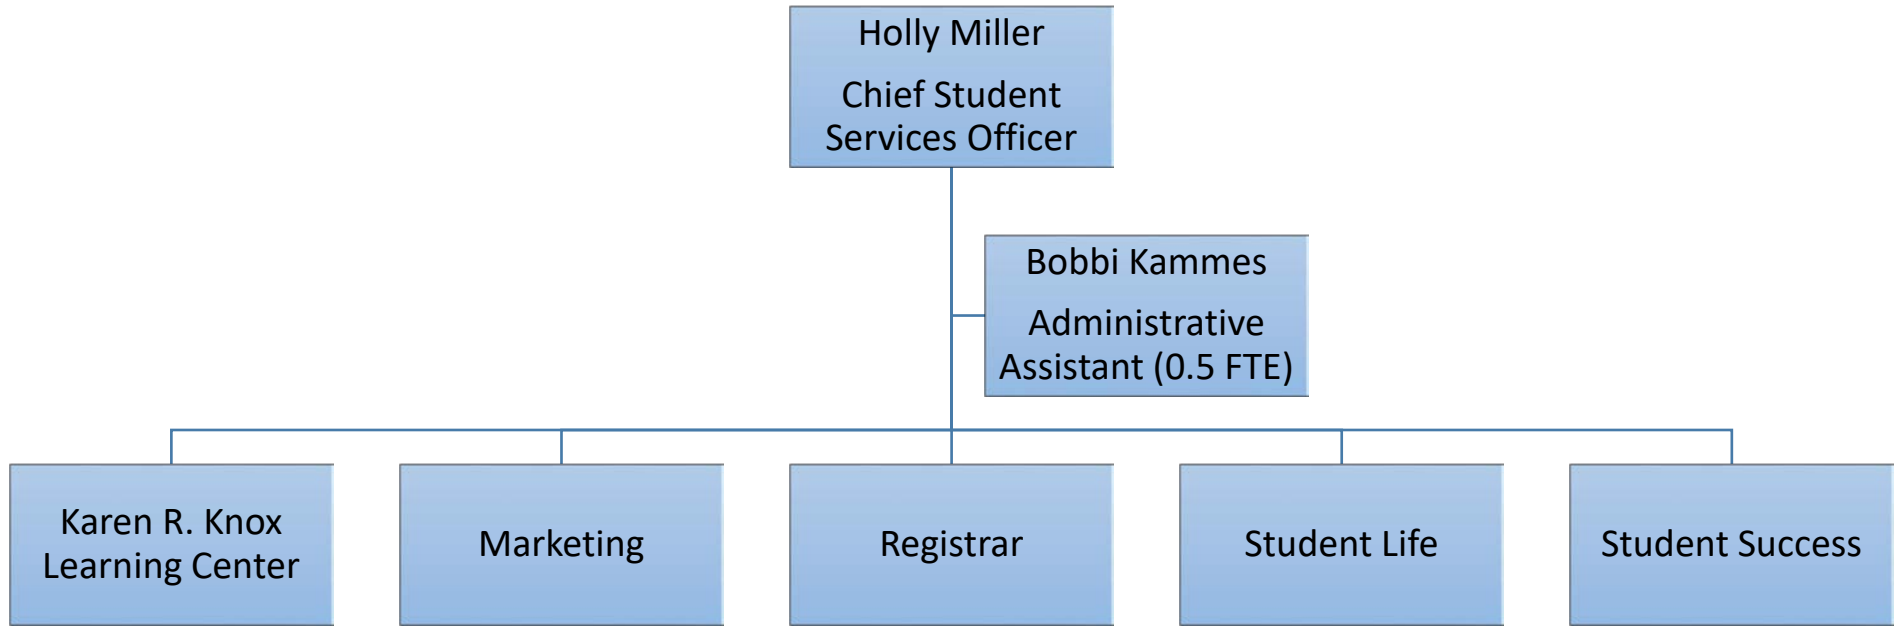 Holly Miller
Chief Student
Services Officer
Bobbi Kammes
Administrative
Assistant (0.5 FTE)
Karen R. Knox
Learning Center
Marketing
Registrar
Student Life
Student Success